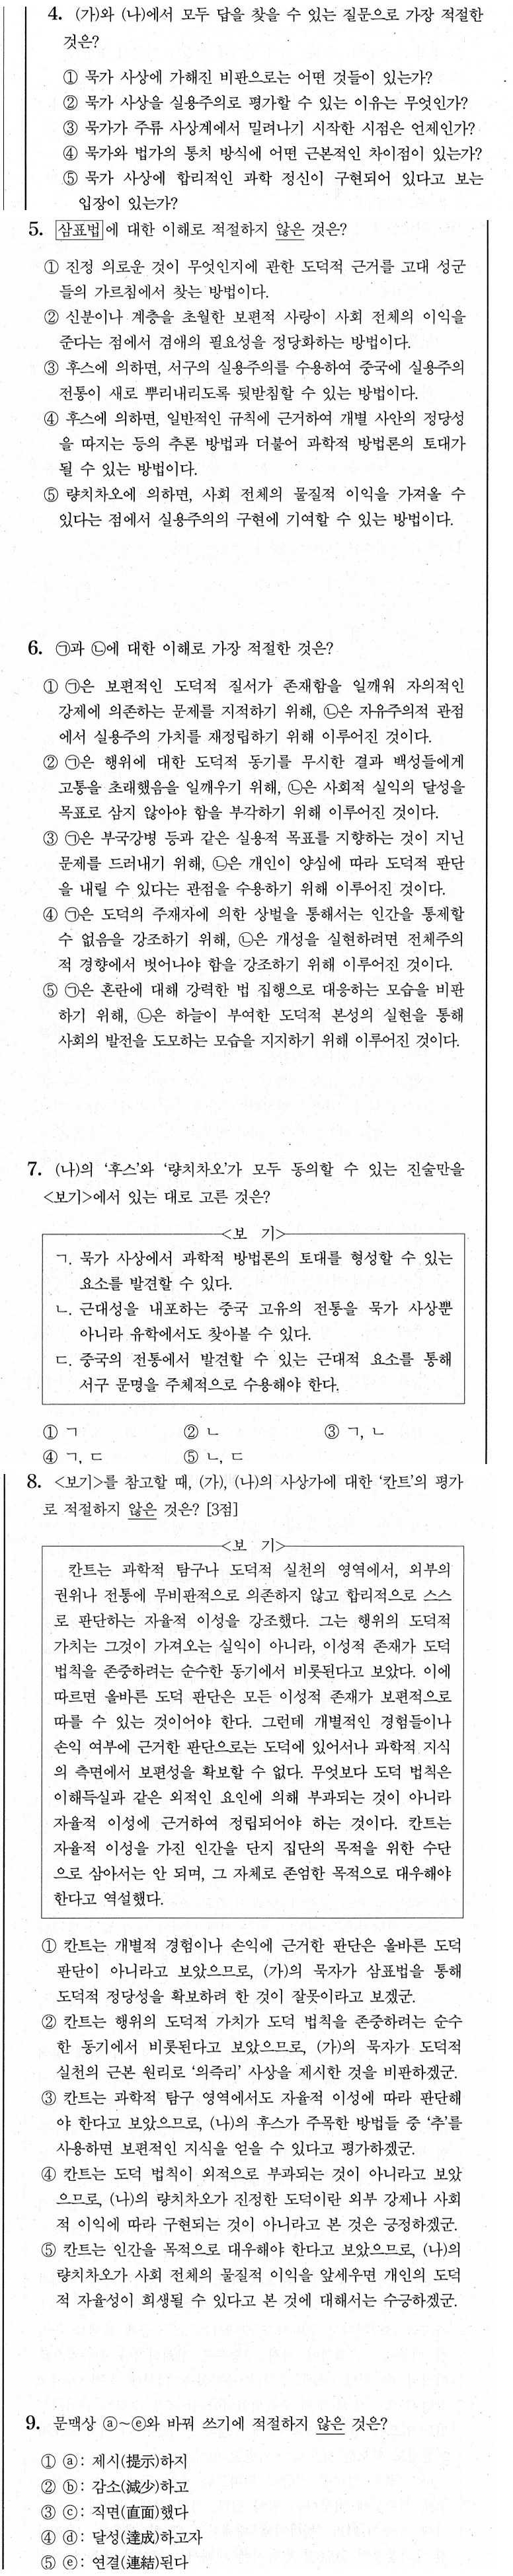 4. (가)와 (나)에서 모두 답을 찾을 수 있는 질문으로 가장 적절한
것은?
① 묵가 사상에 가해진 비판으로는 어떤 것들이 있는가?
② 묵가 사상을 실용주의로 평가할 수 있는 이유는 무엇인가?
③ 묵가가 주류 사상계에서 밀려나기 시작한 시점은 언제인가?
④ 묵가와 법가의 통치 방식에 어떤 근본적인 차이점이 있는가?
⑤ 묵가 사상에 합리적인 과학 정신이 구현되어 있다고 보는
입장이 있는가?
5. 삼표법에 대한 이해로 적절하지 않은 것은?
① 진정 의로운 것이 무엇인지에 관한 도덕적 근거를 고대 성군
들의 가르침에서 찾는 방법이다.
② 신분이나 계층을 초월한 보편적 사랑이 사회 전체의 이익을
준다는 점에서 겸애의 필요성을 정당화하는 방법이다.
③ 후스에 의하면, 서구의 실용주의를 수용하여 중국에 실용주의
전통이 새로 뿌리내리도록 뒷받침할 수 있는 방법이다.
④ 후스에 의하면, 일반적인 규칙에 근거하여 개별 사안의 정당성
을 따지는 등의 추론 방법과 더불어 과학적 방법론의 토대가
될 수 있는 방법이다.
⑤ 량치차오에 의하면, 사회 전체의 물질적 이익을 가져올 수
있다는 점에서 실용주의의 구현에 기여할 수 있는 방법이다.
6. ㉠과 ㉡에 대한 이해로 가장 적절한 것은?
① ㉠은 보편적인 도덕적 질서가 존재함을 일깨워 자의적인
강제에 의존하는 문제를 지적하기 위해, ㉡은 자유주의적 관점
에서 실용주의 가치를 재정립하기 위해 이루어진 것이다.
② ㉠은 행위에 대한 도덕적 동기를 무시한 결과 백성들에게
고통을 초래했음을 일깨우기 위해, ㉡은 사회적 실익의 달성을
목표로 삼지 않아야 함을 부각하기 위해 이루어진 것이다.
③ ㉠은 부국강병 등과 같은 실용적 목표를 지향하는 것이 지닌
문제를 드러내기 위해, ㉡은 개인이 양심에 따라 도덕적 판단
을 내릴 수 있다는 관점을 수용하기 위해 이루어진 것이다.
④ ㉠은 도덕의 주재자에 의한 상벌을 통해서는 인간을 통제할
수 없음을 강조하기 위해, ㉡은 개성을 실현하려면 전체주의
적 경향에서 벗어나야 함을 강조하기 위해 이루어진 것이다.
⑤ ㉠은 혼란에 대해 강력한 법 집행으로 대응하는 모습을 비판
하기 위해, ㉡은 하늘이 부여한 도덕적 본성의 실현을 통해
사회의 발전을 도모하는 모습을 지지하기 위해 이루어진 것이다.
7. (나)의 ‘후스’와 ‘량치차오’가 모두 동의할 수 있는 진술만을
<보기>에서 있는 대로 고른 것은?
<보 기>
ㄱ. 묵가 사상에서 과학적 방법론의 토대를 형성할 수 있는
요소를 발견할 수 있다.
ㄴ. 근대성을 내포하는 중국 고유의 전통을 묵가 사상뿐
아니라 유학에서도 찾아볼 수 있다.
ㄷ. 중국의 전통에서 발견할 수 있는 근대적 요소를 통해
서구 문명을 주체적으로 수용해야 한다.
① ㄱ ② ㄴ ③ ㄱ, ㄴ
④ ㄱ, ㄷ ⑤ ㄴ, ㄷ
8. <보기>를 참고할 때, (가), (나)의 사상가에 대한 ‘칸트’의 평가
로 적절하지 않은 것은? [3점]
<보 기>
칸트는 과학적 탐구나 도덕적 실천의 영역에서, 외부의
권위나 전통에 무비판적으로 의존하지 않고 합리적으로 스스
로 판단하는 자율적 이성을 강조했다. 그는 행위의 도덕적
가치는 그것이 가져오는 실익이 아니라, 이성적 존재가 도덕
법칙을 존중하려는 순수한 동기에서 비롯된다고 보았다. 이에
따르면 올바른 도덕 판단은 모든 이성적 존재가 보편적으로
따를 수 있는 것이어야 한다. 그런데 개별적인 경험들이나
손익 여부에 근거한 판단으로는 도덕에 있어서나 과학적 지식
의 측면에서 보편성을 확보할 수 없다. 무엇보다 도덕 법칙은
이해득실과 같은 외적인 요인에 의해 부과되는 것이 아니라
자율적 이성에 근거하여 정립되어야 하는 것이다. 칸트는
자율적 이성을 가진 인간을 단지 집단의 목적을 위한 수단
으로 삼아서는 안 되며, 그 자체로 존엄한 목적으로 대우해야
한다고 역설했다.
① 칸트는 개별적 경험이나 손익에 근거한 판단은 올바른 도덕
판단이 아니라고 보았으므로, (가)의 묵자가 삼표법을 통해
도덕적 정당성을 확보하려 한 것이 잘못이라고 보겠군.
② 칸트는 행위의 도덕적 가치가 도덕 법칙을 존중하려는 순수
한 동기에서 비롯된다고 보았으므로, (가)의 묵자가 도덕적
실천의 근본 원리로 ‘의즉리’ 사상을 제시한 것을 비판하겠군.
③ 칸트는 과학적 탐구 영역에서도 자율적 이성에 따라 판단해
야 한다고 보았으므로, (나)의 후스가 주목한 방법들 중 ‘추’를
사용하면 보편적인 지식을 얻을 수 있다고 평가하겠군.
④ 칸트는 도덕 법칙이 외적으로 부과되는 것이 아니라고 보았
으므로, (나)의 량치차오가 진정한 도덕이란 외부 강제나 사회
적 이익에 따라 구현되는 것이 아니라고 본 것은 긍정하겠군.
⑤ 칸트는 인간을 목적으로 대우해야 한다고 보았으므로, (나)의
량치차오가 사회 전체의 물질적 이익을 앞세우면 개인의 도덕
적 자율성이 희생될 수 있다고 본 것에 대해서는 수긍하겠군.
9. 문맥상 ⓐ~ⓔ와 바꿔 쓰기에 적절하지 않은 것은?
① ⓐ: 제시(提示)하지
② ⓑ: 감소(減少)하고
③ ⓒ: 직면(直面)했다
④ ⓓ: 달성(達成)하고자
⑤ ⓔ: 연결(連結)된다